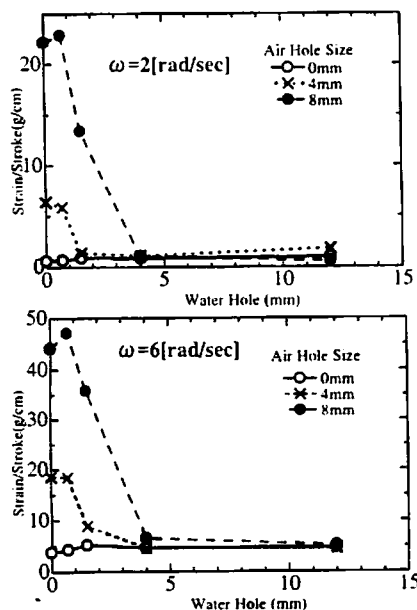 ω=2[rad/sec]
Air Hole Size
0mm
4mm
8mm
Strain/Stroke(g/cm)
20
10
0
0 5 10 15
Water Hole (mm)
ω=6[rad/sec]
Air Hole Size
0mm
4mm
8mm
Strain/Stroke(g/cm)
50
40
30
20
10
0
0 5 10 15
Water Hole (mm)